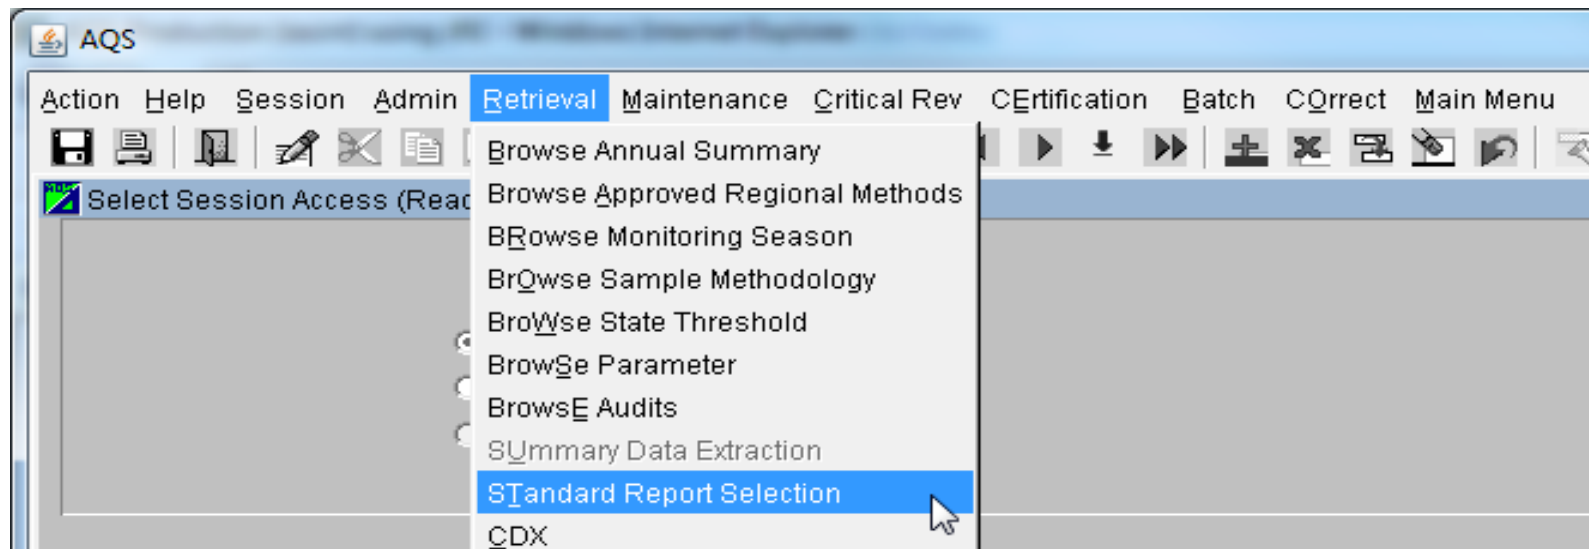 AQS
Action Help Session Admin Retrieval Maintenance Critical Rev CErtification Batch COrrect Main Menu
Select Session Access (Reac
Browse Annual Summary
Browse Approved Regional Methods
BRowse Monitoring Season
BrOwse Sample Methodology
BroWse State Threshold
BrowSe Parameter
BrowsE Audits
SUmmary Data Extraction
STandard Report Selection
CDX